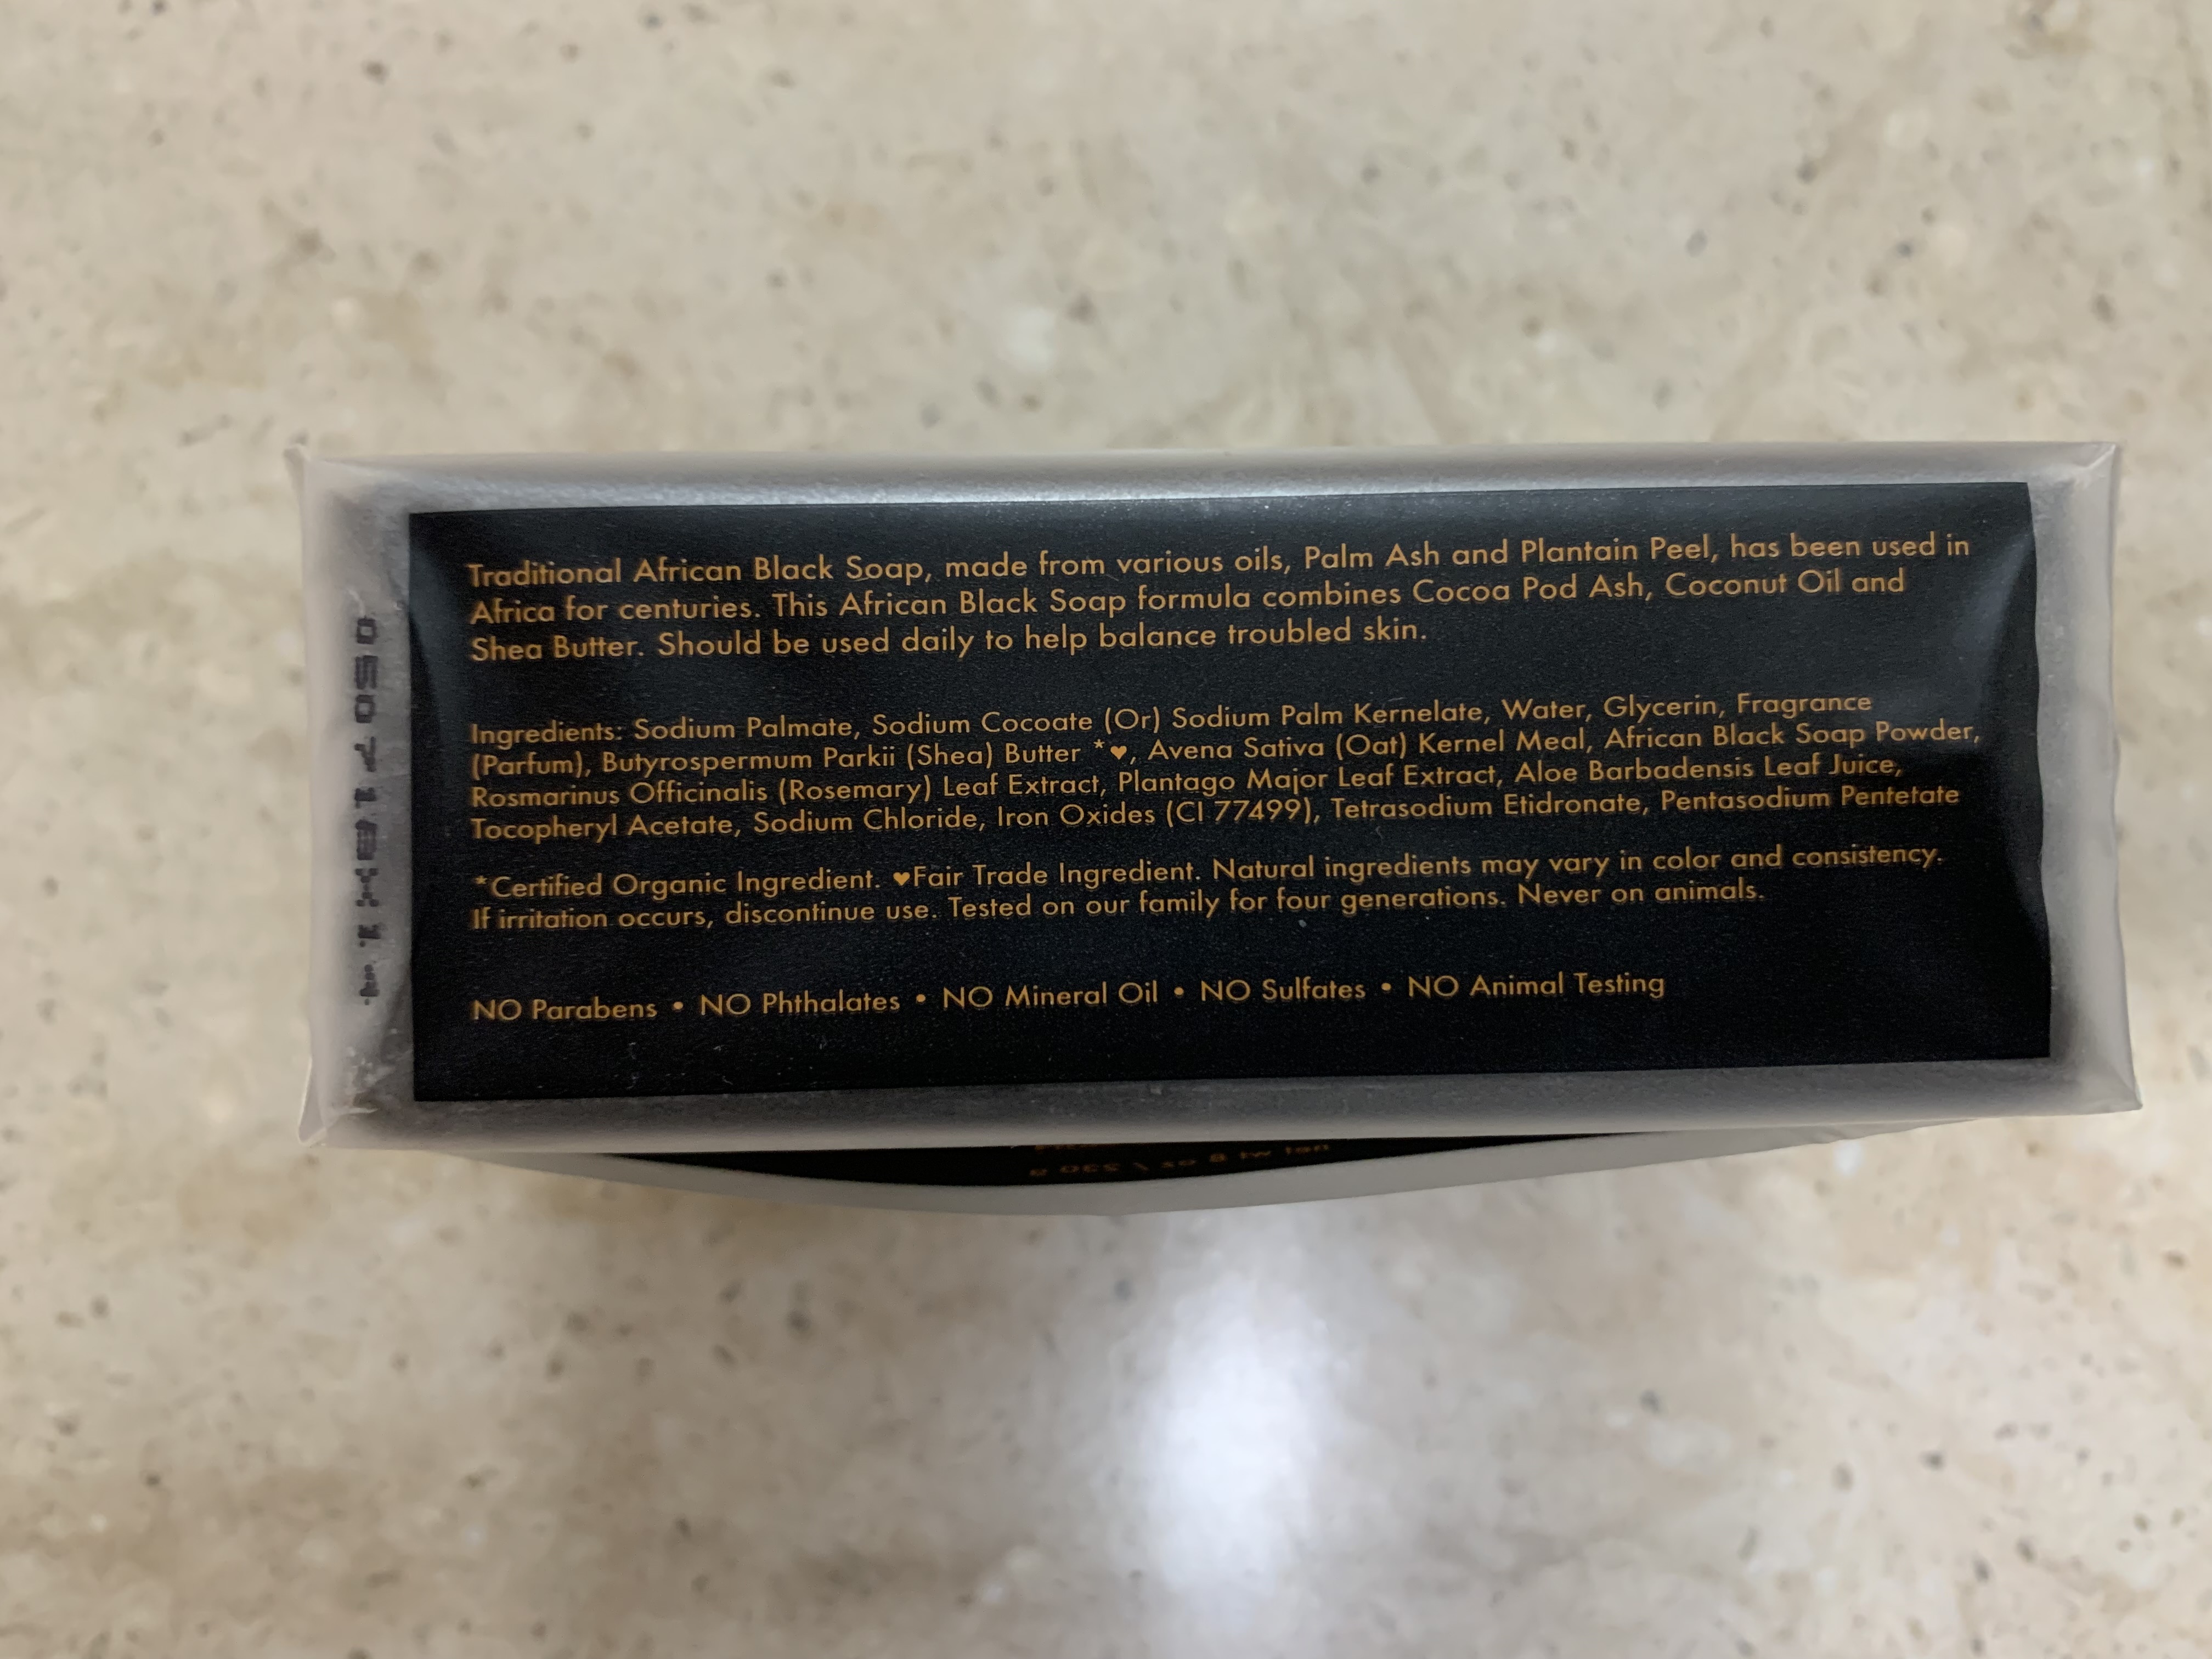 Traditional African Black Soap, made from various oils, Palm Ash and Plantain Peel, has been used in
Africa for centuries. This African Black Soap formula combines Cocoa Pod Ash, Coconut Oil and
Shea Butter. Should be used daily to help balance troubled skin.
Ingredients: Sodium Palmate, Sodium Cocoate (Or) Sodium Palm Kernelate, Water, Glycerin, Fragrance
(Parfum), Butyrospermum Parkii (Shea) Butter *♥, Avena Sativa (Oat) Kernel Meal, African Black Soap Powder,
Rosmarinus Officinalis (Rosemary) Leaf Extract, Plantago Major Leaf Extract, Aloe Barbadensis Leaf Juice,
Tocopheryl Acetate, Sodium Chloride, Iron Oxides (CI 77499), Tetrasodium Etidronate, Pentasodium Pentetate
*Certified Organic Ingredient. ♥Fair Trade Ingredient. Natural ingredients may vary in color and consistency.
If irritation occurs, discontinue use. Tested on our family for four generations. Never on animals.
NO Parabens • NO Phthalates • NO Mineral Oil • NO Sulfates • NO Animal Testing